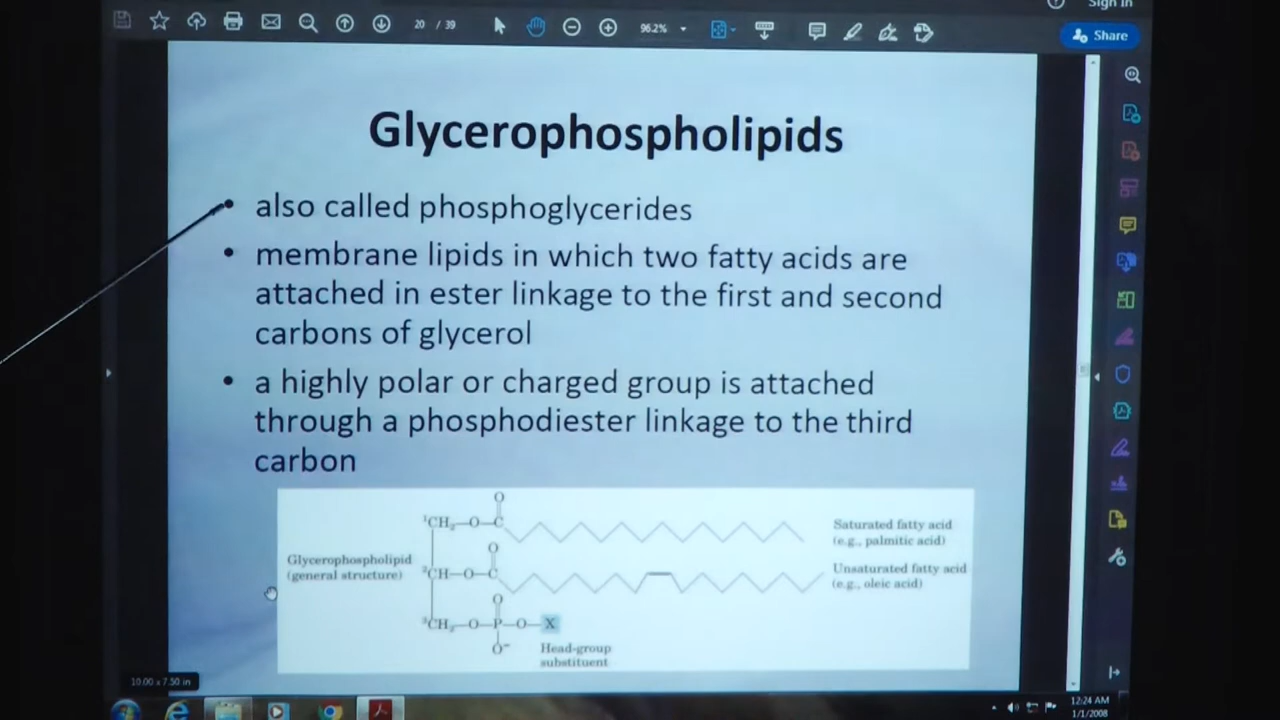 Sign In
20 / 39
96.2%
Share
Glycerophospholipids
• also called phosphoglycerides
• membrane lipids in which two fatty acids are
attached in ester linkage to the first and second
carbons of glycerol
• a highly polar or charged group is attached
through a phosphodiester linkage to the third
carbon
O
¹CH₂—O—C
Saturated fatty acid
(e.g., palmitic acid)
Glycerophospholipid
(general structure)
O
²CH—O—C
Unsaturated fatty acid
(e.g., oleic acid)
O
³CH₂—O—P—O—X
O⁻
Head-group
substituent
10.00 x 7.50 in
12:24 AM
1/1/2008